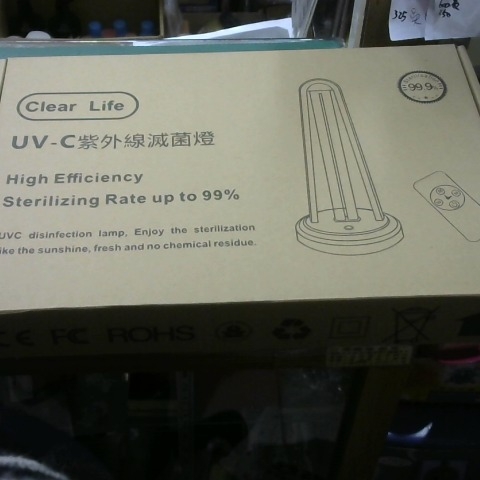 Clear Life
99.9%
UV-C紫外線滅菌燈
High Efficiency
Sterilizing Rate up to 99%
UVC disinfection lamp, Enjoy the sterilization
like the sunshine, fresh and no chemical residue.
CE FC ROHS
325